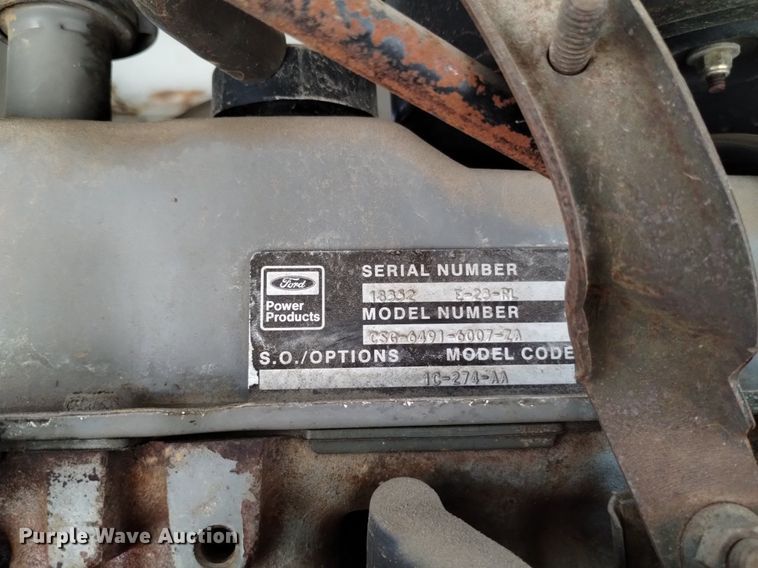 Ford
Power
Products
SERIAL NUMBER
18352 E-23-RL
MODEL NUMBER
CSG-6491-6007-ZA
S.O./OPTIONS MODEL CODE
1C-274-AA
Purple Wave Auction